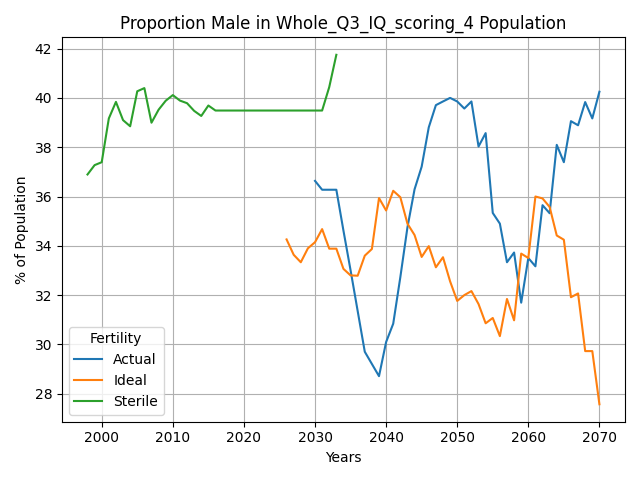 Proportion Male in Whole_Q3_IQ_scoring_4 Population
% of Population
42
40
38
36
34
32
30
28
Fertility
Actual
Ideal
Sterile
2000 2010 2020 2030 2040 2050 2060 2070
Years